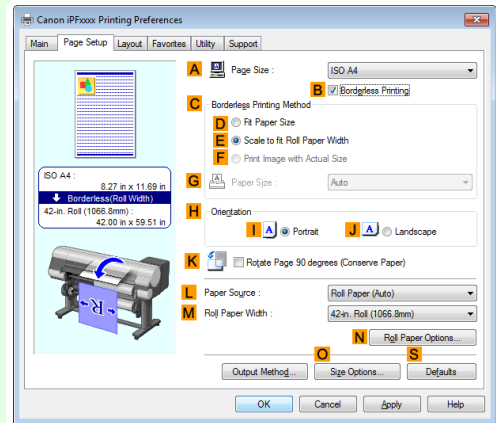 Canon iPFxxxx Printing Preferences
Main Page Setup Layout Favorites Utility Support
A Page Size : ISO A4
B Borderless Printing
C Borderless Printing Method
D Fit Paper Size
E Scale to fit Roll Paper Width
F Print Image with Actual Size
G Paper Size : Auto
ISO A4 :
8.27 in x 11.69 in
Borderless(Roll Width)
42-in. Roll (1066.8mm) :
42.00 in x 59.51 in
H Orientation
I A Portrait J A Landscape
K Rotate Page 90 degrees (Conserve Paper)
L Paper Source : Roll Paper (Auto)
M Roll Paper Width : 42-in. Roll (1066.8mm)
R
N Roll Paper Options...
O S
Output Method... Size Options... Defaults
OK Cancel Apply Help